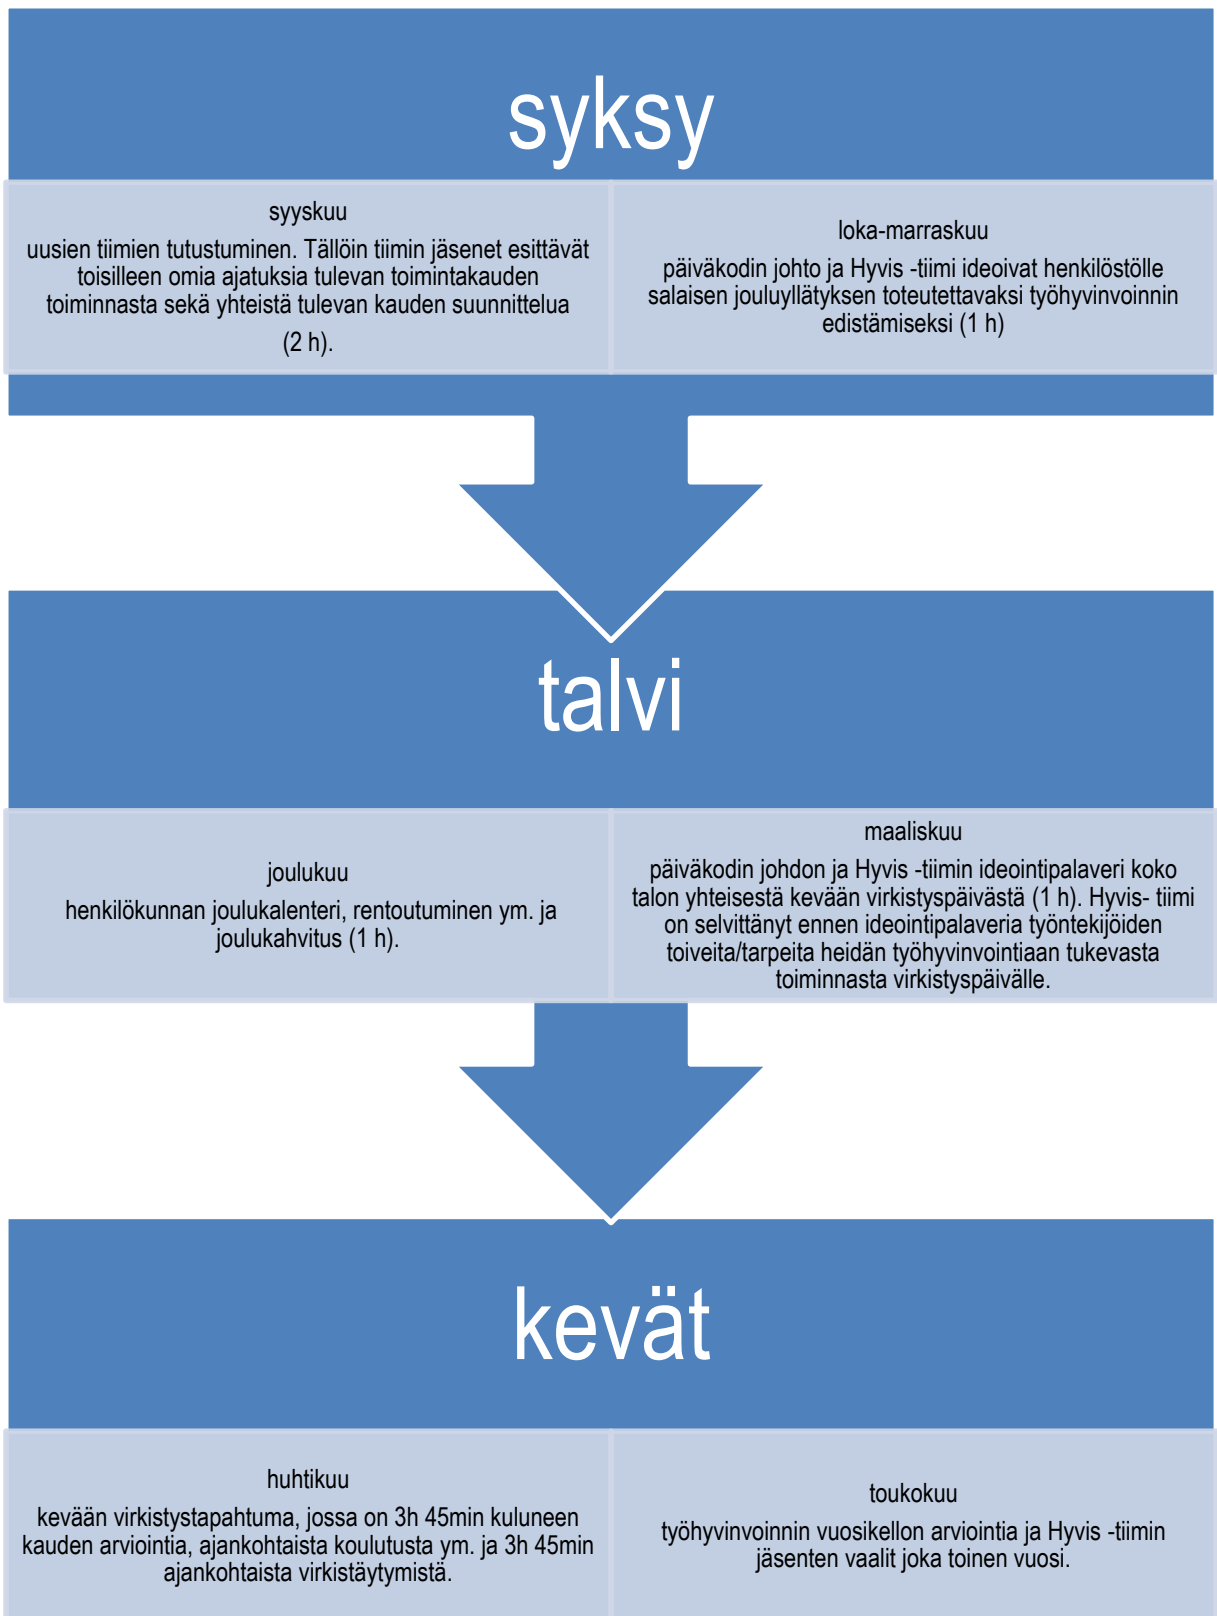 syksy
syyskuu
uusien tiimien tutustuminen. Tällöin tiimin jäsenet esittävät
toisilleen omia ajatuksia tulevan toimintakauden
toiminnasta sekä yhteistä tulevan kauden suunnittelua
(2 h).
loka-marraskuu
päiväkodin johto ja Hyvis -tiimi ideoivat henkilöstölle
salaisen jouluyllätyksen toteutettavaksi työhyvinvoinnin
edistämiseksi (1 h)
talvi
joulukuu
henkilökunnan joulukalenteri, rentoutuminen ym. ja
joulukahvitus (1 h).
maaliskuu
päiväkodin johdon ja Hyvis -tiimin ideointipalaveri koko
talon yhteisestä kevään virkistyspäivästä (1 h). Hyvis- tiimi
on selvittänyt ennen ideointipalaveria työntekijöiden
toiveita/tarpeita heidän työhyvinvointiaan tukevasta
toiminnasta virkistyspäivälle.
kevät
huhtikuu
kevään virkistystapahtuma, jossa on 3h 45min kuluneen
kauden arviointia, ajankohtaista koulutusta ym. ja 3h 45min
ajankohtaista virkistäytymistä.
toukokuu
työhyvinvoinnin vuosikellon arviointia ja Hyvis -tiimin
jäsenten vaalit joka toinen vuosi.